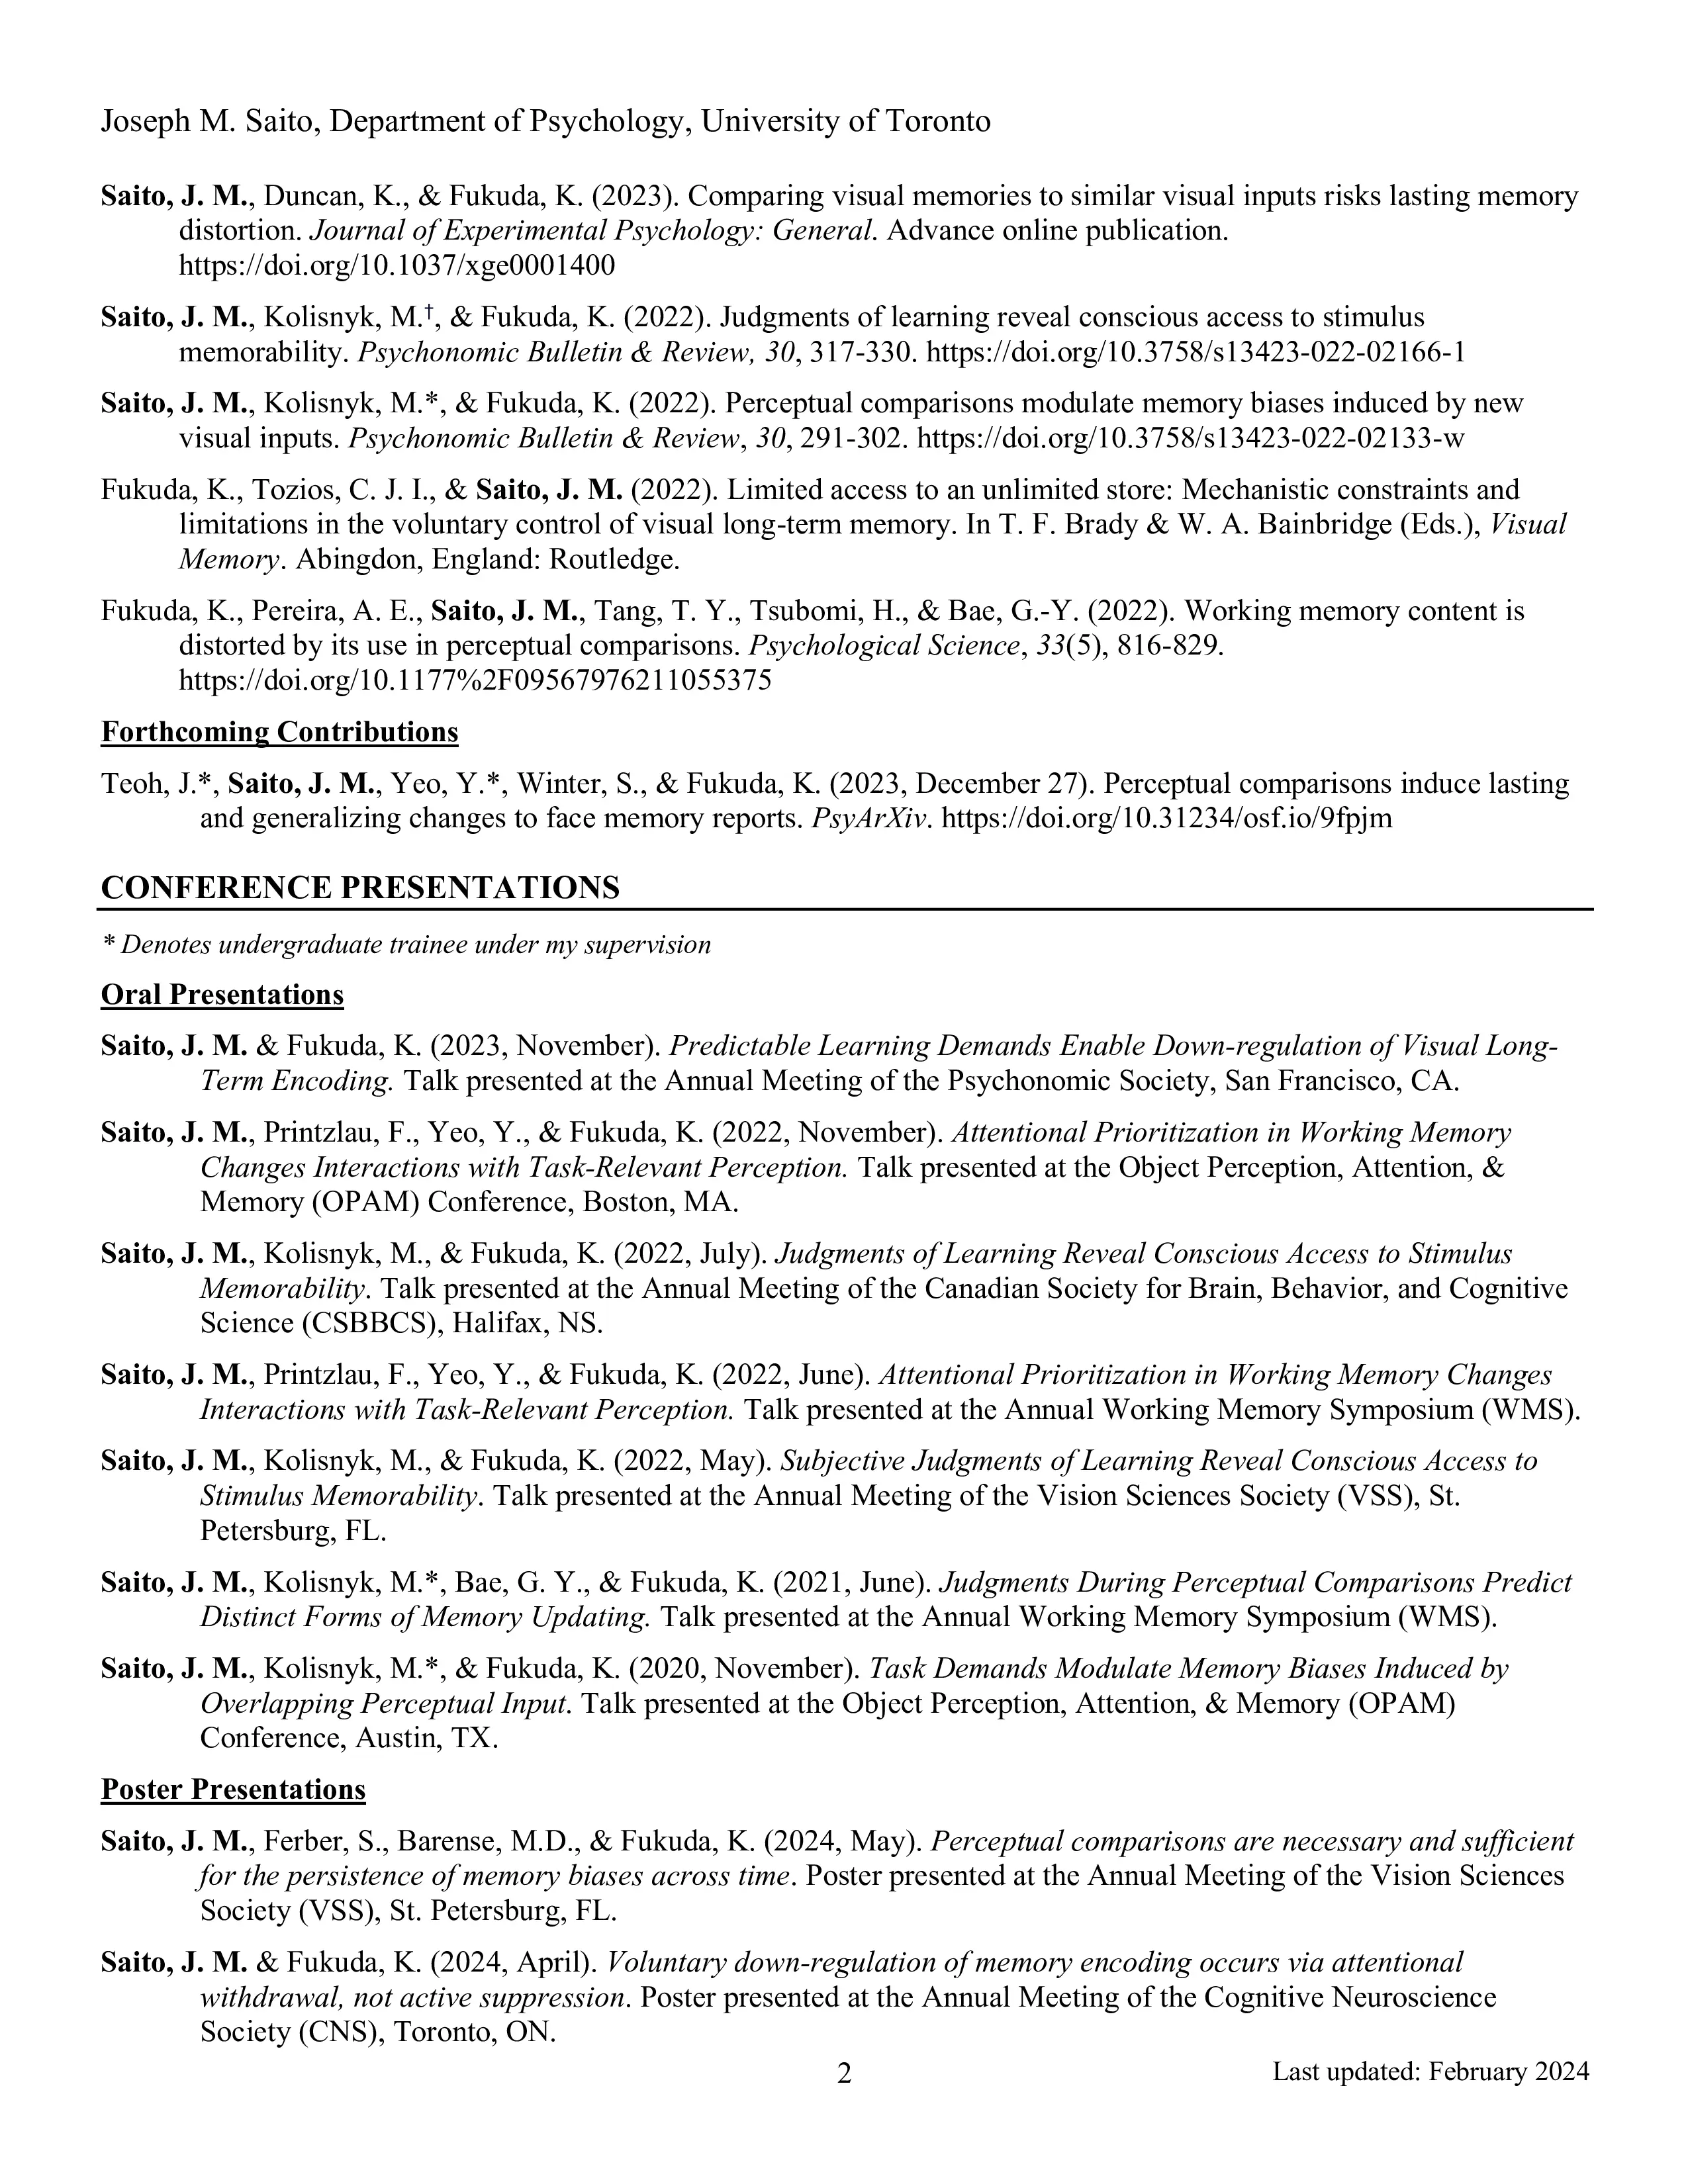 Joseph M. Saito, Department of Psychology, University of Toronto
Saito, J. M., Duncan, K., & Fukuda, K. (2023). Comparing visual memories to similar visual inputs risks lasting memory
distortion. Journal of Experimental Psychology: General. Advance online publication.
https://doi.org/10.1037/xge0001400
Saito, J. M., Kolisnyk, M.†, & Fukuda, K. (2022). Judgments of learning reveal conscious access to stimulus
memorability. Psychonomic Bulletin & Review, 30, 317-330. https://doi.org/10.3758/s13423-022-02166-1
Saito, J. M., Kolisnyk, M.*, & Fukuda, K. (2022). Perceptual comparisons modulate memory biases induced by new
visual inputs. Psychonomic Bulletin & Review, 30, 291-302. https://doi.org/10.3758/s13423-022-02133-w
Fukuda, K., Tozios, C. J. I., & Saito, J. M. (2022). Limited access to an unlimited store: Mechanistic constraints and
limitations in the voluntary control of visual long-term memory. In T. F. Brady & W. A. Bainbridge (Eds.), Visual
Memory. Abingdon, England: Routledge.
Fukuda, K., Pereira, A. E., Saito, J. M., Tang, T. Y., Tsubomi, H., & Bae, G.-Y. (2022). Working memory content is
distorted by its use in perceptual comparisons. Psychological Science, 33(5), 816-829.
https://doi.org/10.1177%2F09567976211055375
Forthcoming Contributions
Teoh, J.*, Saito, J. M., Yeo, Y.*, Winter, S., & Fukuda, K. (2023, December 27). Perceptual comparisons induce lasting
and generalizing changes to face memory reports. PsyArXiv. https://doi.org/10.31234/osf.io/9fpjm
CONFERENCE PRESENTATIONS
* Denotes undergraduate trainee under my supervision
Oral Presentations
Saito, J. M. & Fukuda, K. (2023, November). Predictable Learning Demands Enable Down-regulation of Visual Long-
Term Encoding. Talk presented at the Annual Meeting of the Psychonomic Society, San Francisco, CA.
Saito, J. M., Printzlau, F., Yeo, Y., & Fukuda, K. (2022, November). Attentional Prioritization in Working Memory
Changes Interactions with Task-Relevant Perception. Talk presented at the Object Perception, Attention, &
Memory (OPAM) Conference, Boston, MA.
Saito, J. M., Kolisnyk, M., & Fukuda, K. (2022, July). Judgments of Learning Reveal Conscious Access to Stimulus
Memorability. Talk presented at the Annual Meeting of the Canadian Society for Brain, Behavior, and Cognitive
Science (CSBBCS), Halifax, NS.
Saito, J. M., Printzlau, F., Yeo, Y., & Fukuda, K. (2022, June). Attentional Prioritization in Working Memory Changes
Interactions with Task-Relevant Perception. Talk presented at the Annual Working Memory Symposium (WMS).
Saito, J. M., Kolisnyk, M., & Fukuda, K. (2022, May). Subjective Judgments of Learning Reveal Conscious Access to
Stimulus Memorability. Talk presented at the Annual Meeting of the Vision Sciences Society (VSS), St.
Petersburg, FL.
Saito, J. M., Kolisnyk, M.*, Bae, G. Y., & Fukuda, K. (2021, June). Judgments During Perceptual Comparisons Predict
Distinct Forms of Memory Updating. Talk presented at the Annual Working Memory Symposium (WMS).
Saito, J. M., Kolisnyk, M.*, & Fukuda, K. (2020, November). Task Demands Modulate Memory Biases Induced by
Overlapping Perceptual Input. Talk presented at the Object Perception, Attention, & Memory (OPAM)
Conference, Austin, TX.
Poster Presentations
Saito, J. M., Ferber, S., Barense, M.D., & Fukuda, K. (2024, May). Perceptual comparisons are necessary and sufficient
for the persistence of memory biases across time. Poster presented at the Annual Meeting of the Vision Sciences
Society (VSS), St. Petersburg, FL.
Saito, J. M. & Fukuda, K. (2024, April). Voluntary down-regulation of memory encoding occurs via attentional
withdrawal, not active suppression. Poster presented at the Annual Meeting of the Cognitive Neuroscience
Society (CNS), Toronto, ON.
2
Last updated: February 2024